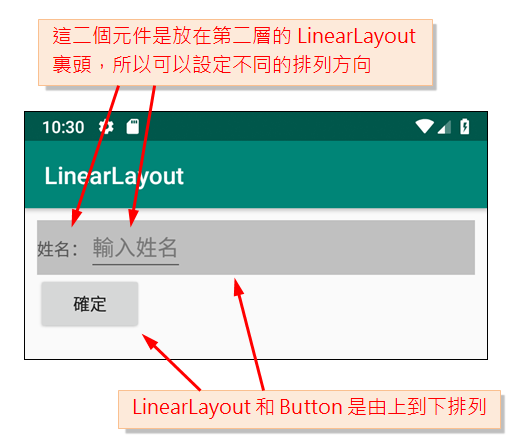 這二個元件是放在第二層的 LinearLayout
裏頭，所以可以設定不同的排列方向
10:30
LinearLayout
姓名： 輸入姓名
確定
LinearLayout 和 Button 是由上到下排列